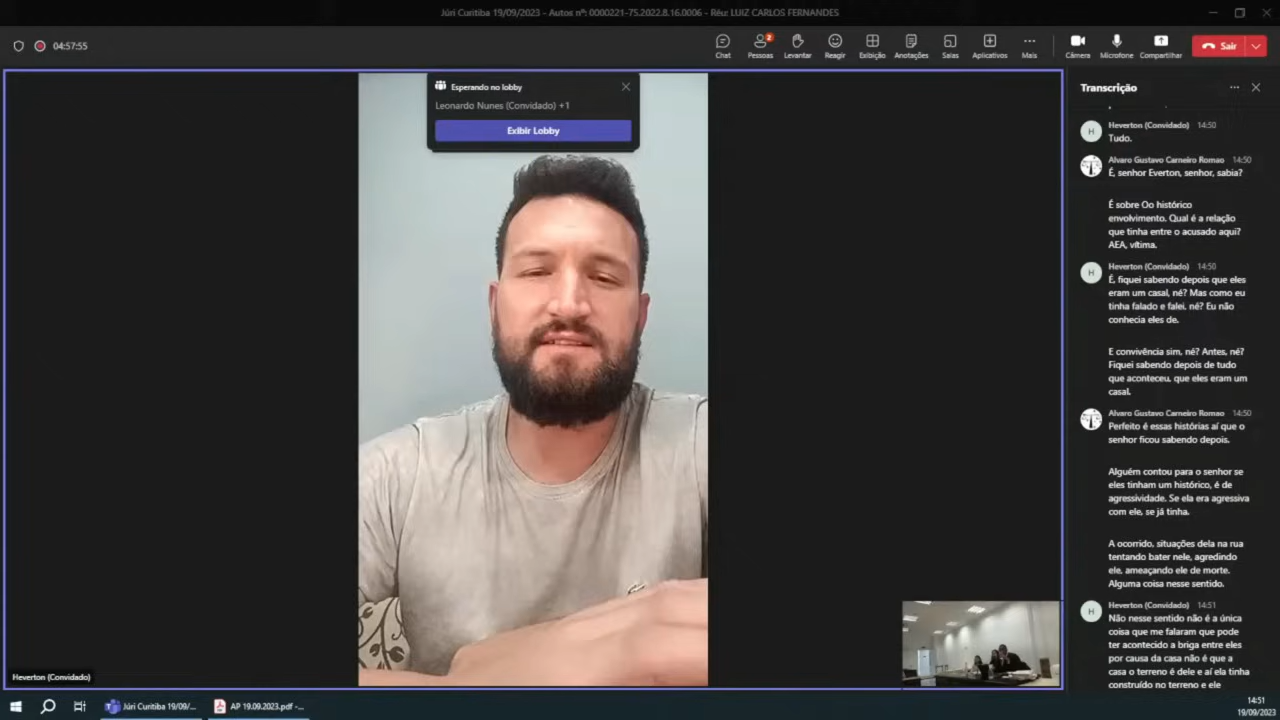 Júri Curitiba 19/09/2023 - Autos nº: 0000221-75.2022.8.16.0006 - Réu: LUIZ CARLOS FERNANDES
04:57:55
Chat
2
Pessoas
Levantar
Reagir
Exibição
Anotações
Salas
Aplicativos
Mais
Câmera
Microfone
Compartilhar
Sair
Esperando no lobby
Leonardo Nunes (Convidado) +1
Exibir Lobby
Heverton (Convidado)
Transcrição
H
Heverton (Convidado) 14:50
Tudo.
Alvaro Gustavo Carneiro Romao 14:50
É, senhor Everton, senhor, sabia?
É sobre Oo histórico
envolvimento. Qual é a relação
que tinha entre o acusado aqui?
AEA, vítima.
H
Heverton (Convidado) 14:50
É, fiquei sabendo depois que eles
eram um casal, né? Mas como eu
tinha falado e falei, né? Eu não
conhecia eles de.
E convivência sim, né? Antes, né?
Fiquei sabendo depois de tudo
que aconteceu, que eles eram um
casal.
Alvaro Gustavo Carneiro Romao 14:50
Perfeito é essas histórias aí que o
senhor ficou sabendo depois.
Alguém contou para o senhor se
eles tinham um histórico, é de
agressividade. Se ela era agressiva
com ele, se já tinha.
A ocorrido, situações dela na rua
tentando bater nele, agredindo
ele, ameaçando ele de morte.
Alguma coisa nesse sentido.
H
Heverton (Convidado) 14:51
Não nesse sentido não é a única
coisa que me falaram que pode
ter acontecido a briga entre eles
por causa da casa não é que a
casa o terreno é dele e aí ela tinha
construído no terreno e ele
Júri Curitiba 19/09/...
AP 19.09.2023.pdf -...
14:51
19/09/2023